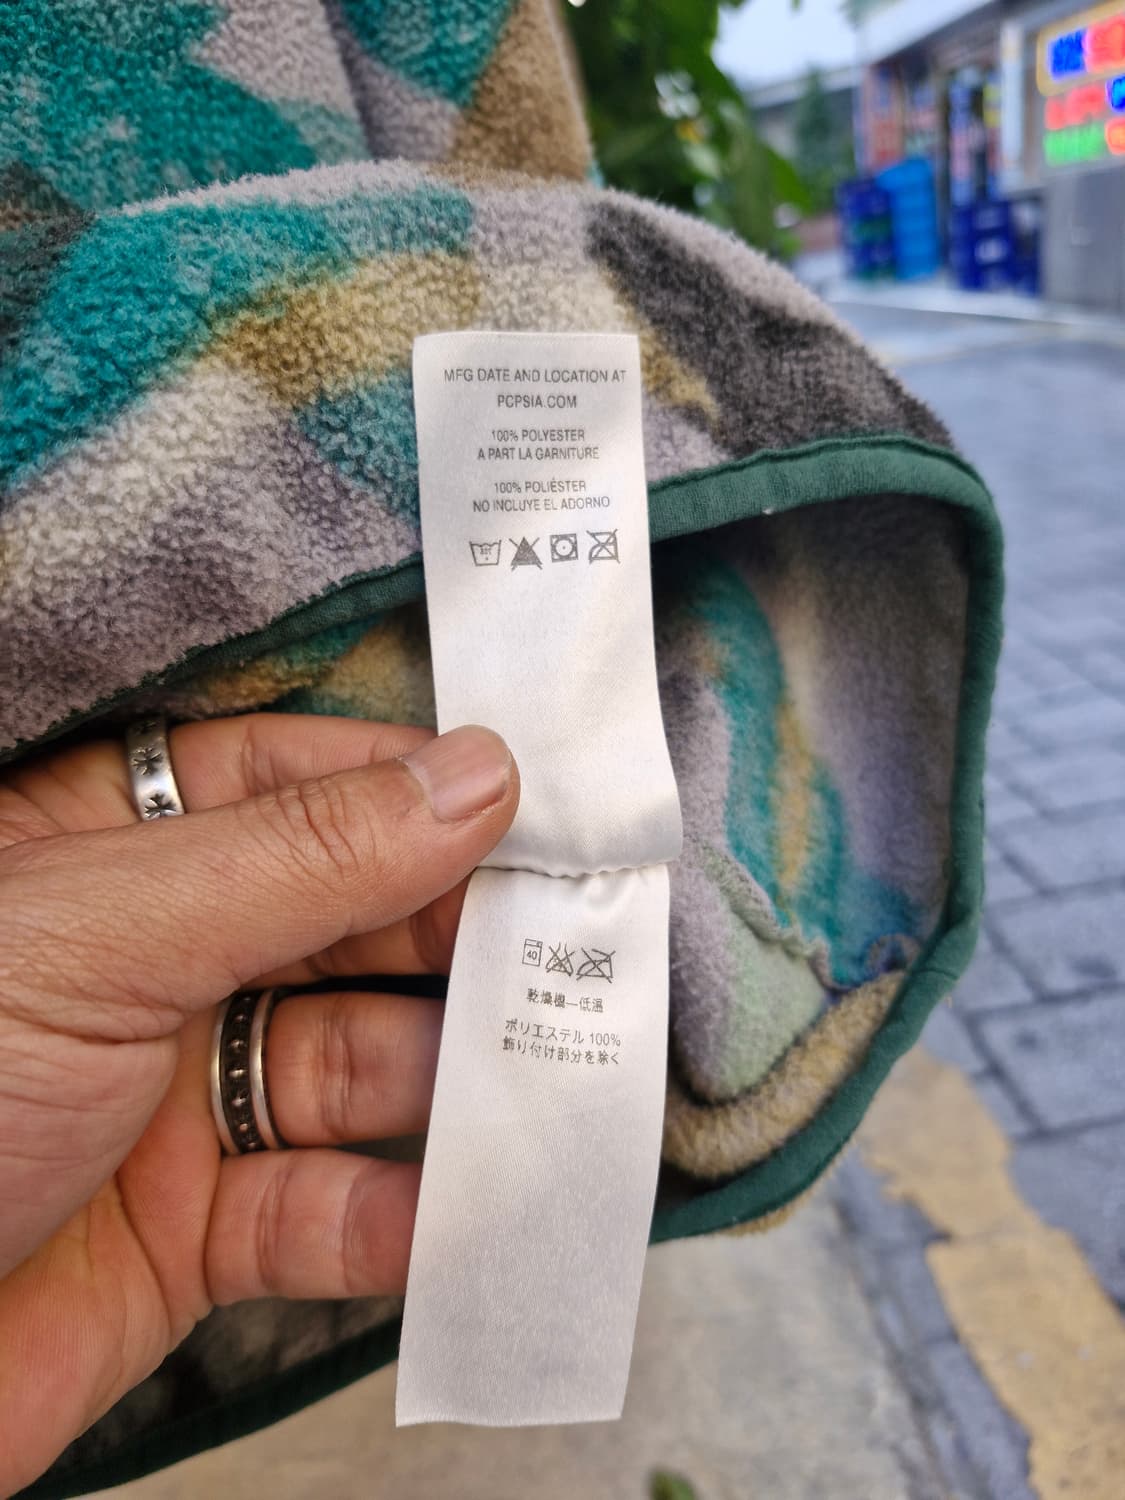 MFG DATE AND LOCATION AT
PCPSIA.COM
100% POLYESTER
A PART LA GARNITURE
100% POLIÉSTER
NO INCLUYE EL ADORNO
40
乾燥機—低温
ポリエステル 100%
飾り付け部分を除く